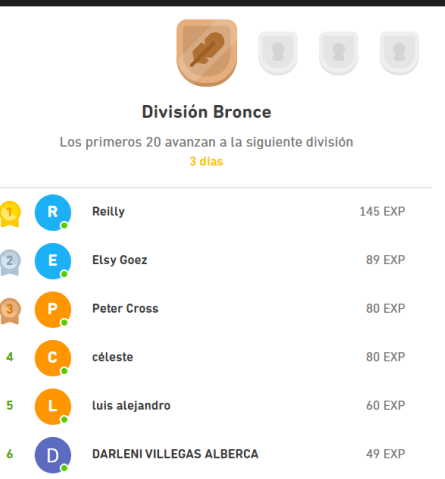 División Bronce
Los primeros 20 avanzan a la siguiente división
3 días
1 R Reilly 145 EXP
2 E Elsy Goez 89 EXP
3 P Peter Cross 80 EXP
4 C céleste 80 EXP
5 L luis alejandro 60 EXP
6 D DARLENI VILLEGAS ALBERCA 49 EXP